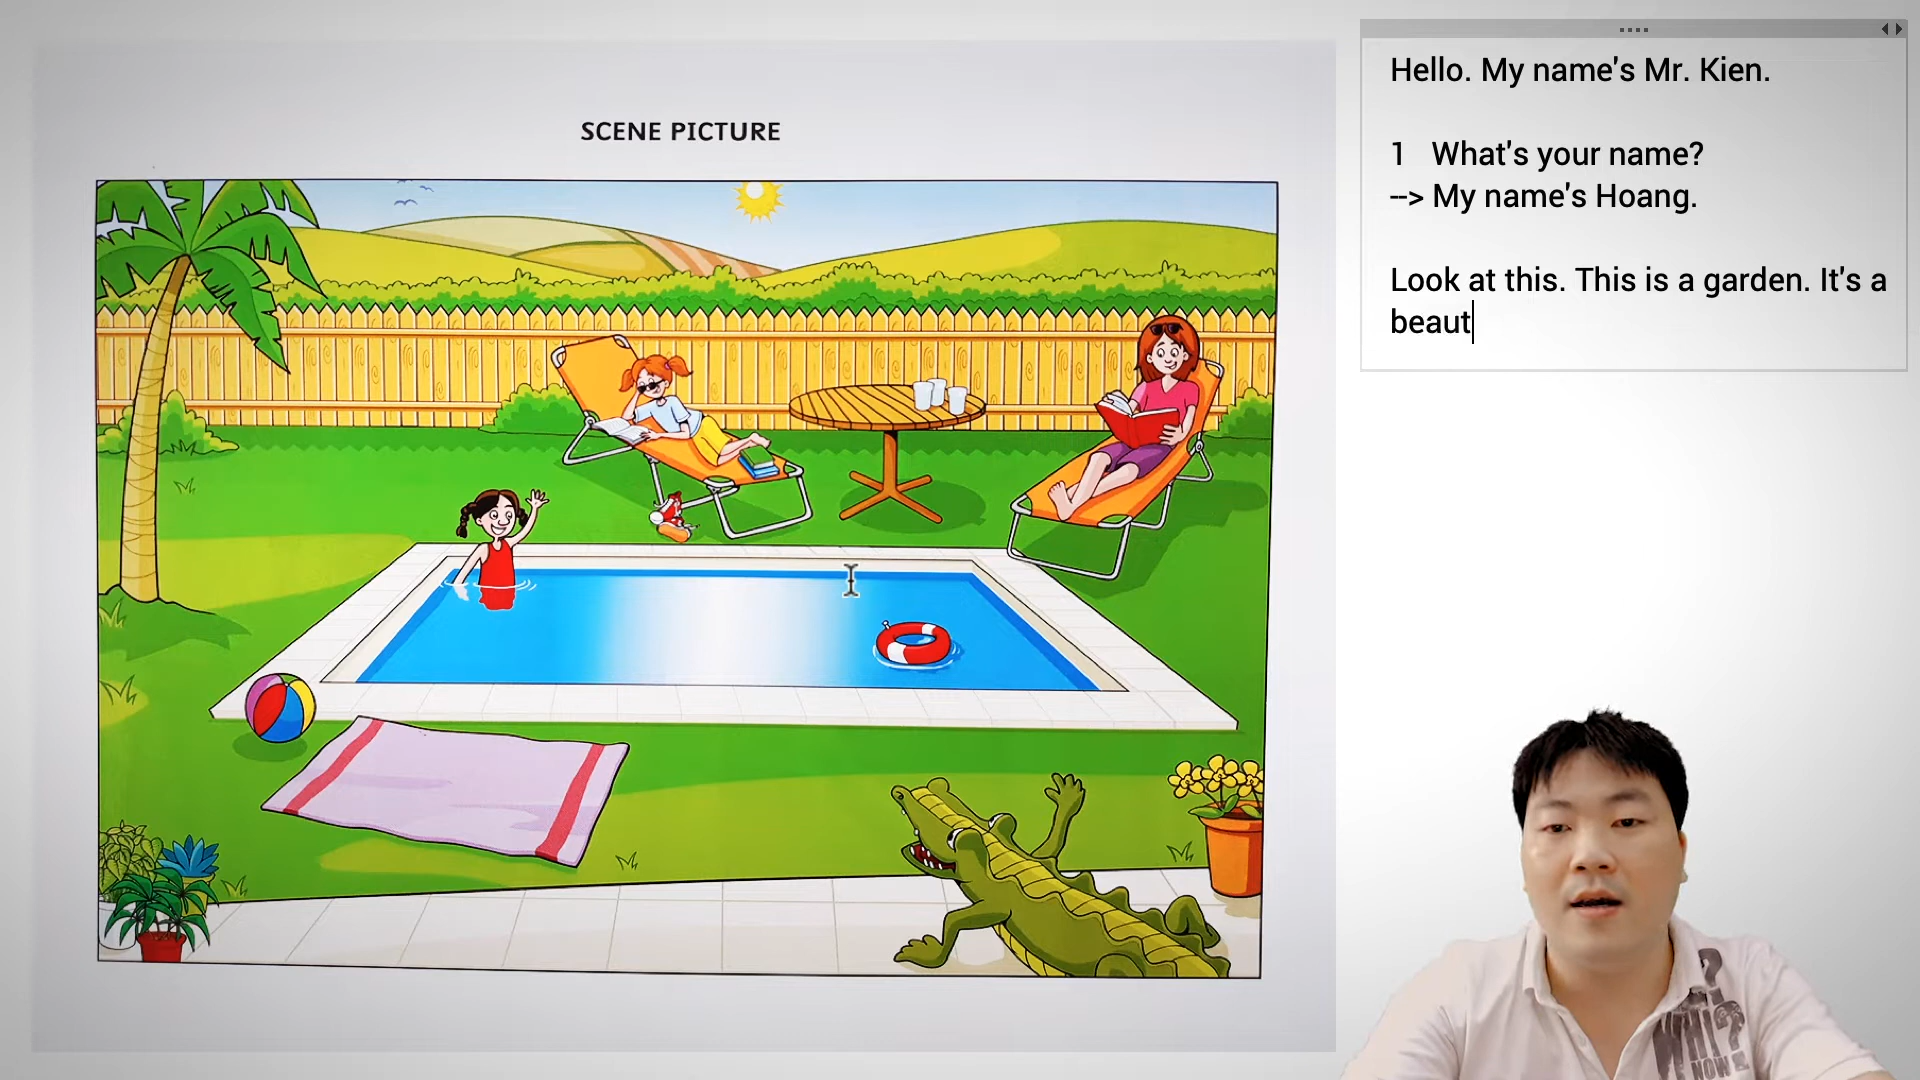 SCENE PICTURE
Hello. My name's Mr. Kien.
1 What's your name?
--> My name's Hoang.
Look at this. This is a garden. It's a
beaut